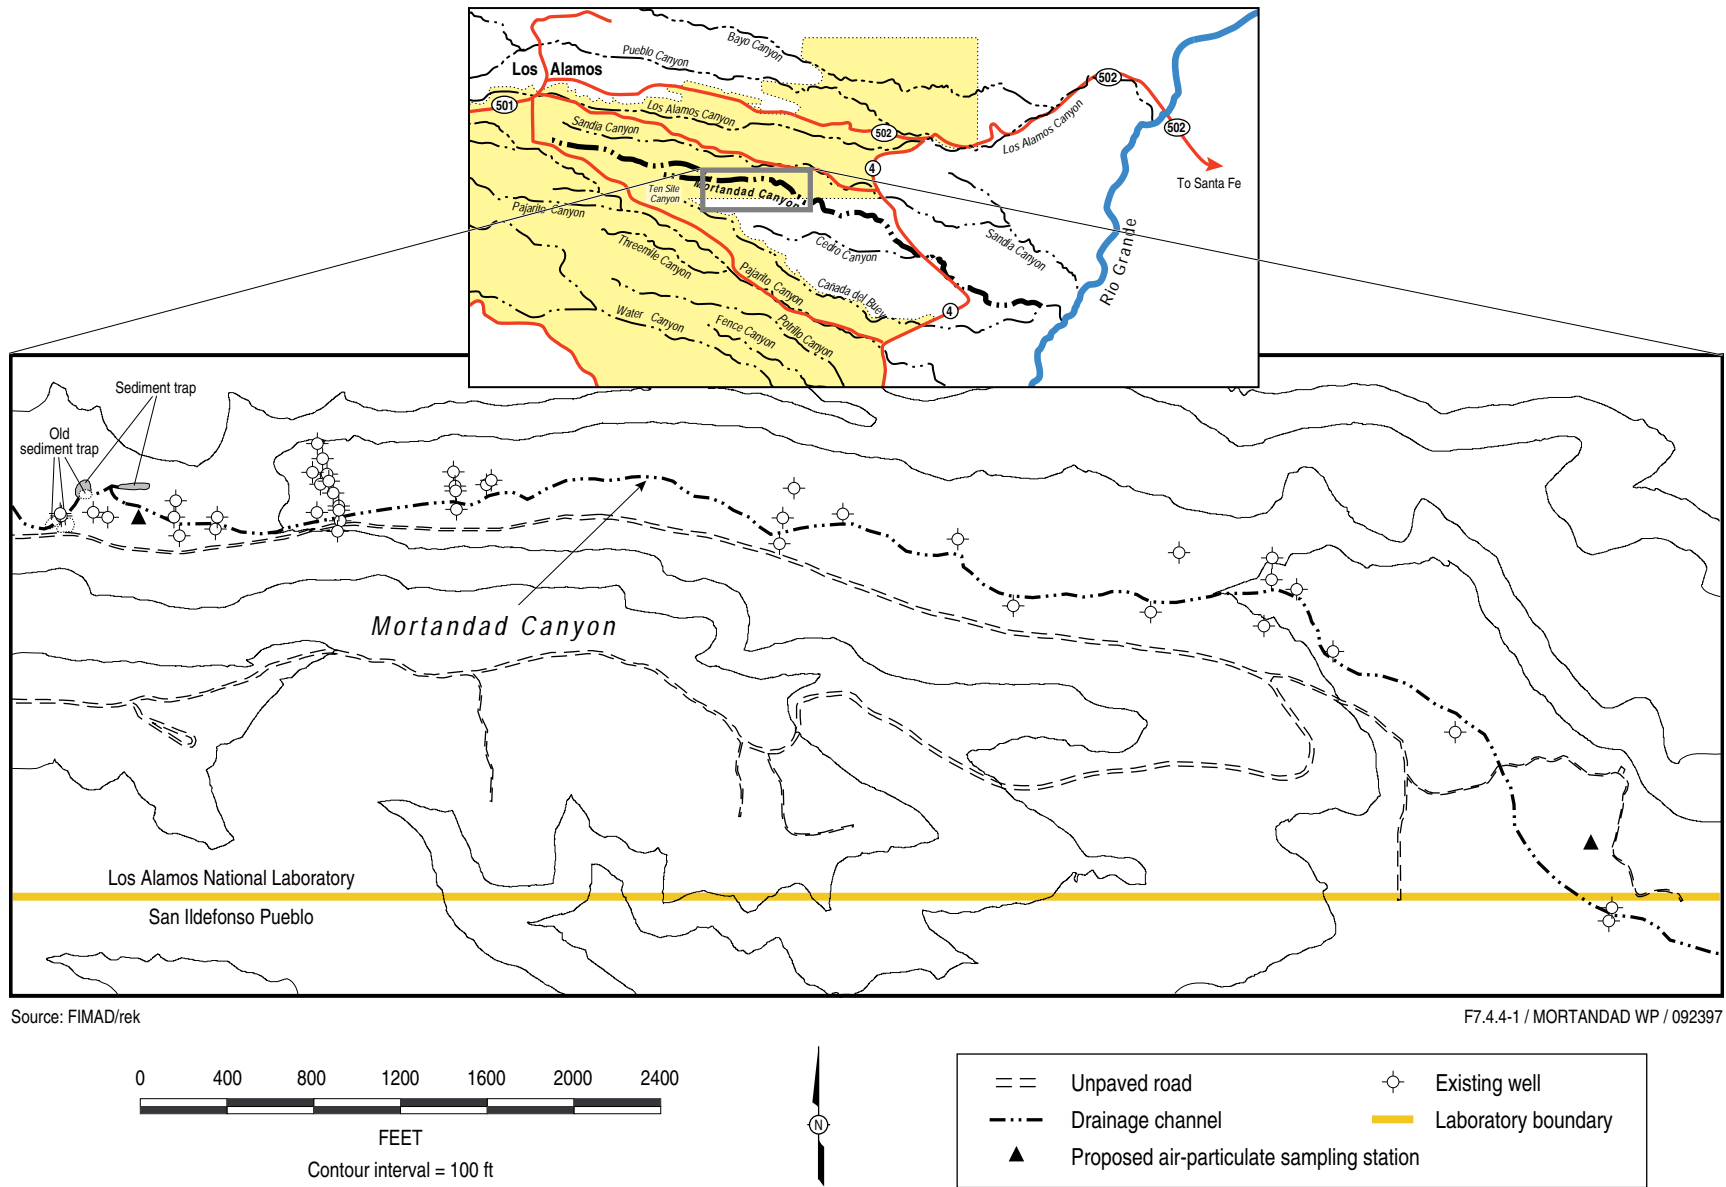 Bayo Canyon
Pueblo Canyon
Los Alamos
502
501
Los Alamos Canyon
Sandia Canyon
502
Los Alamos Canyon
502
4
To Santa Fe
Ten Site
Canyon
Mortandad Canyon
Pajarito Canyon
Threemile Canyon
Cedro Canyon
Sandia Canyon
Rio Grande
Pajarito Canyon
Cañada del Buey
4
Water Canyon
Fence Canyon
Potrillo Canyon
Sediment trap
Old
sediment trap
Mortandad Canyon
Los Alamos National Laboratory
San Ildefonso Pueblo
Source: FIMAD/rek
F7.4.4-1 / MORTANDAD WP / 092397
0 400 800 1200 1600 2000 2400
FEET
Contour interval = 100 ft
N
Unpaved road
Existing well
Drainage channel
Laboratory boundary
Proposed air-particulate sampling station